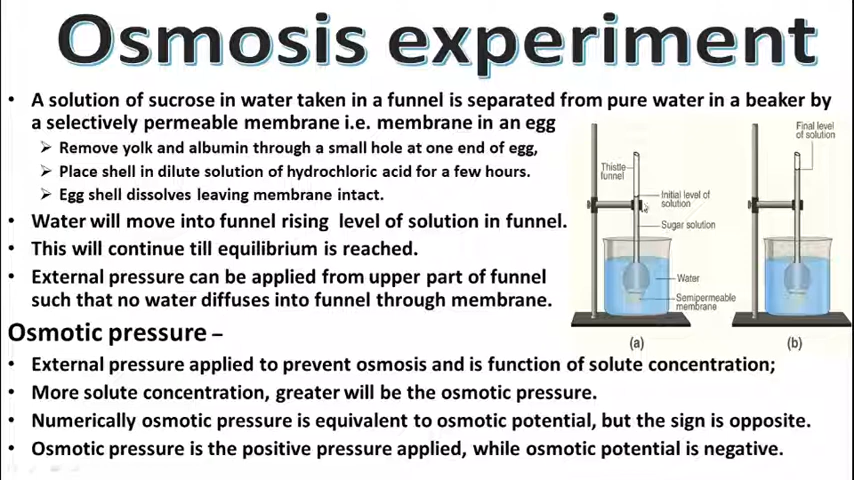 Osmosis experiment
• A solution of sucrose in water taken in a funnel is separated from pure water in a beaker by
a selectively permeable membrane i.e. membrane in an egg
➤ Remove yolk and albumin through a small hole at one end of egg,
➤ Place shell in dilute solution of hydrochloric acid for a few hours.
➤ Egg shell dissolves leaving membrane intact.
• Water will move into funnel rising level of solution in funnel.
• This will continue till equilibrium is reached.
• External pressure can be applied from upper part of funnel
such that no water diffuses into funnel through membrane.
Thistle
funnel
Initial level of
solution
Sugar solution
Water
Semipermeable
membrane
(a)
Final level
of solution
(b)
Osmotic pressure –
• External pressure applied to prevent osmosis and is function of solute concentration;
• More solute concentration, greater will be the osmotic pressure.
• Numerically osmotic pressure is equivalent to osmotic potential, but the sign is opposite.
• Osmotic pressure is the positive pressure applied, while osmotic potential is negative.